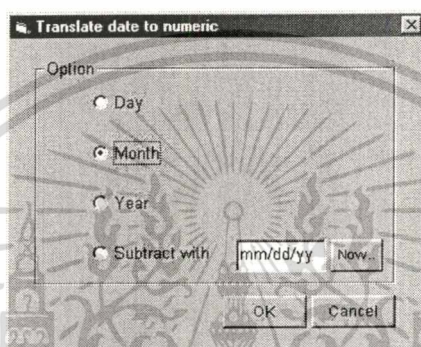 Translate date to numeric
Option
Day
Month
Year
Subtract with mm/dd/yy Now..
OK Cancel